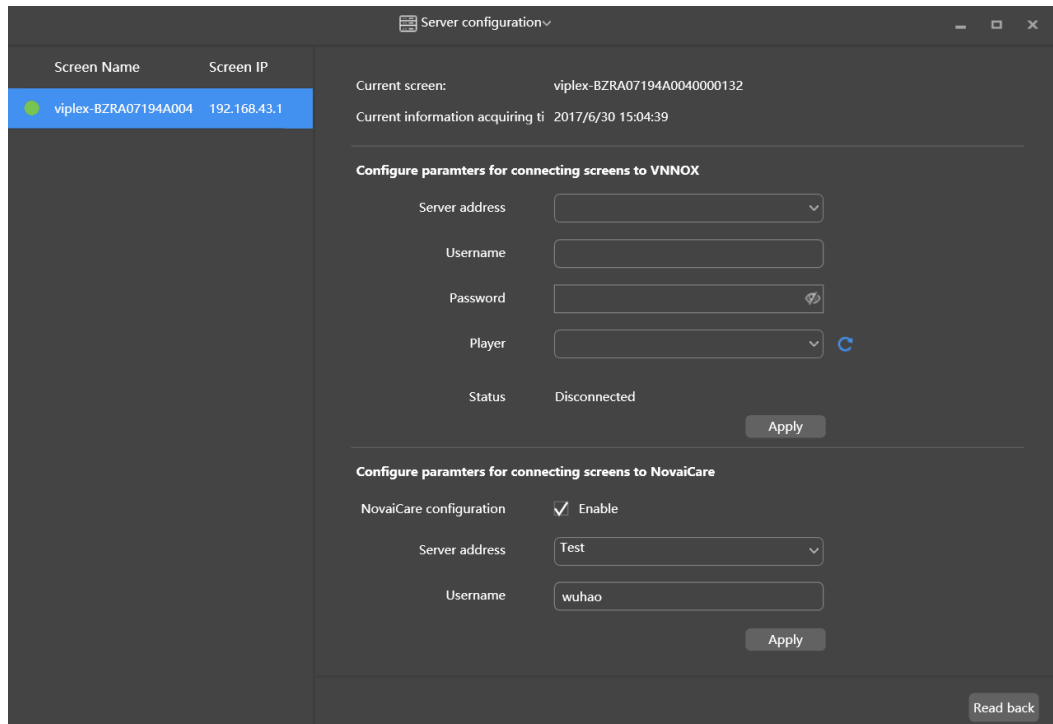 Server configuration
Screen Name Screen IP
viplex-BZRA07194A004 192.168.43.1
Current screen: viplex-BZRA07194A0040000132
Current information acquiring ti 2017/6/30 15:04:39
Configure paramters for connecting screens to VNNOX
Server address
Username
Password
Player
Status Disconnected
Apply
Configure paramters for connecting screens to NovaiCare
NovaiCare configuration Enable
Server address Test
Username wuhao
Apply
Read back